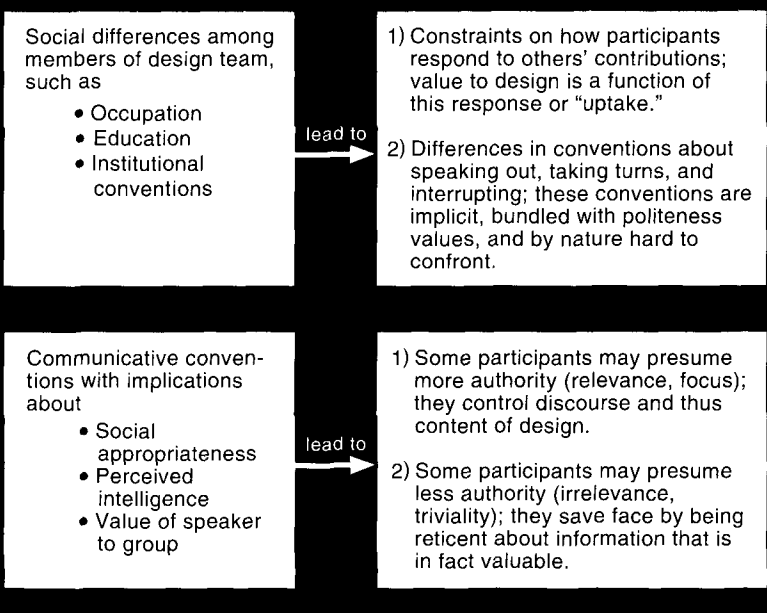 Social differences among
members of design team,
such as
• Occupation
• Education
• Institutional
conventions
lead to
1) Constraints on how participants
respond to others' contributions;
value to design is a function of
this response or "uptake."
2) Differences in conventions about
speaking out, taking turns, and
interrupting; these conventions are
implicit, bundled with politeness
values, and by nature hard to
confront.
Communicative conven-
tions with implications
about
• Social
appropriateness
• Perceived
intelligence
• Value of speaker
to group
lead to
1) Some participants may presume
more authority (relevance, focus);
they control discourse and thus
content of design.
2) Some participants may presume
less authority (irrelevance,
triviality); they save face by being
reticent about information that is
in fact valuable.